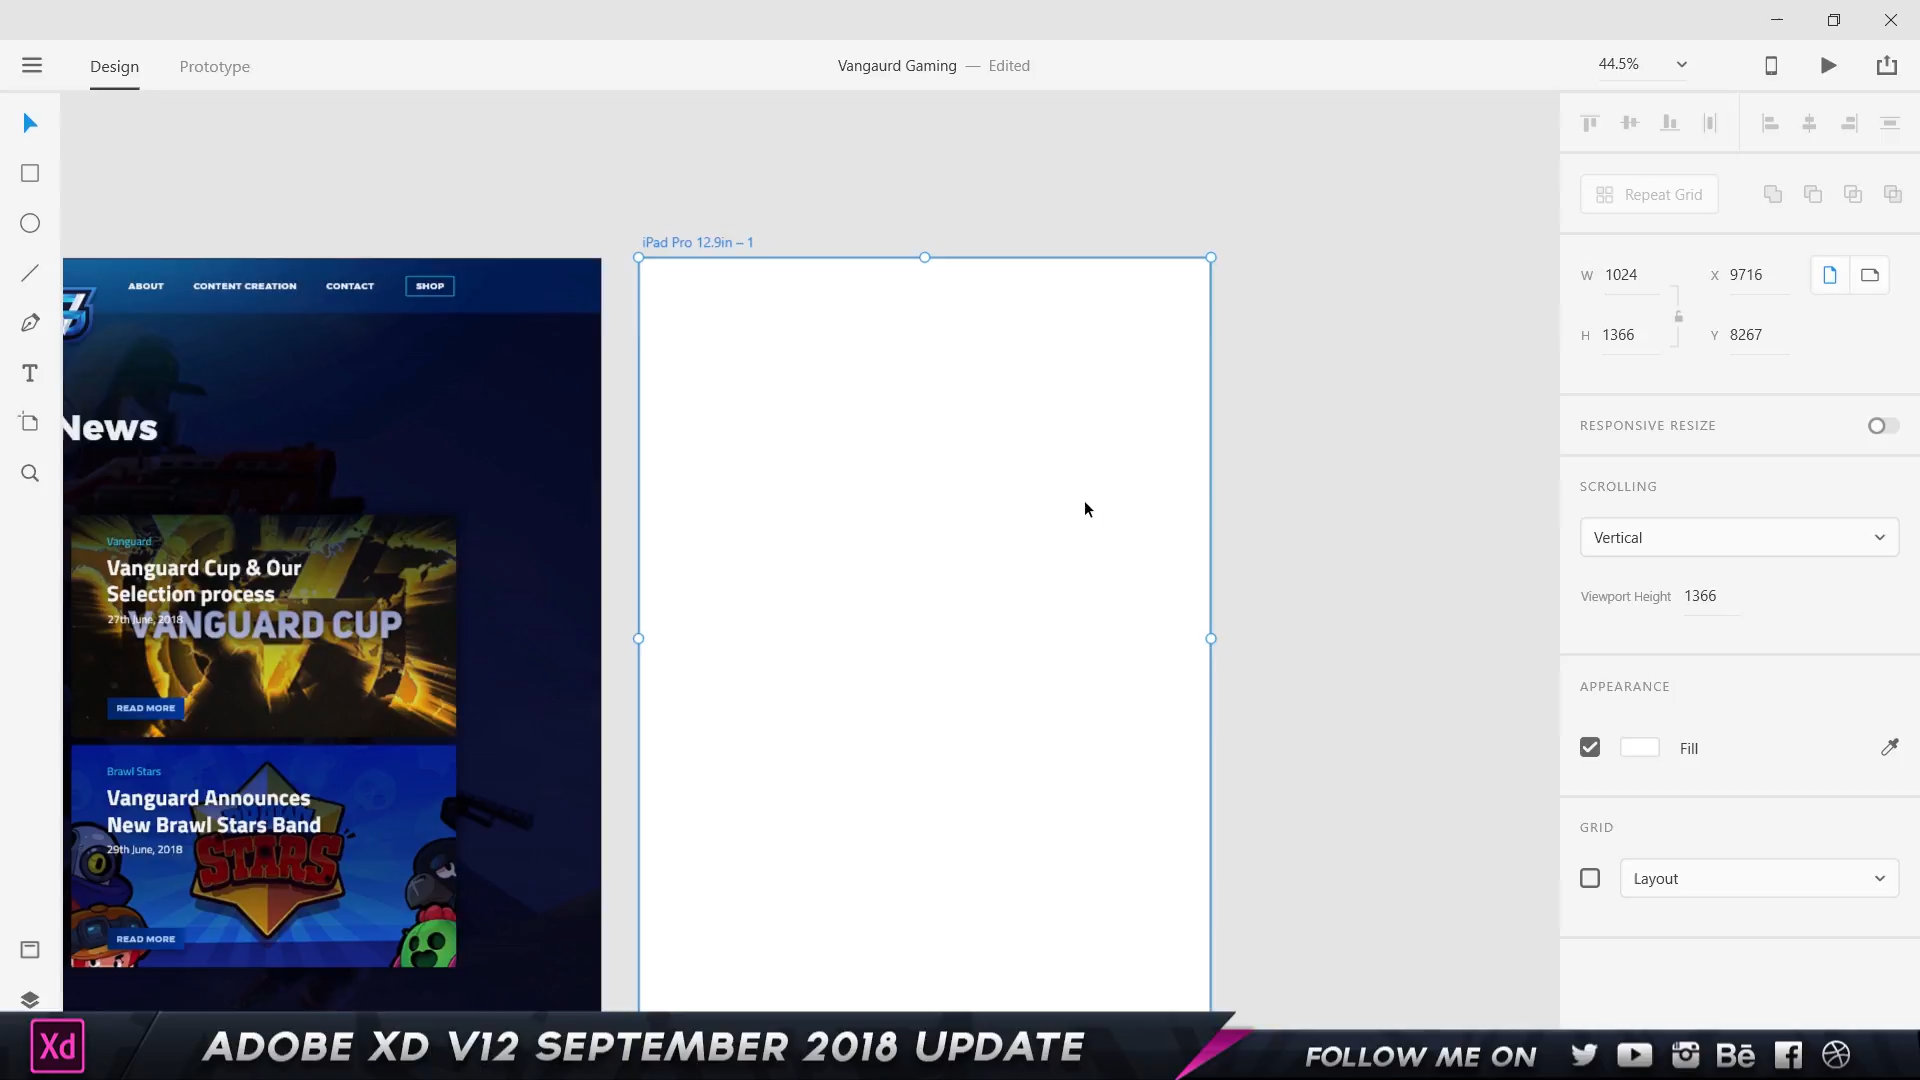 Design
Prototype
Vangaurd Gaming — Edited
44.5%
Repeat Grid
iPad Pro 12.9in – 1
ABOUT
CONTENT CREATION
CONTACT
SHOP
W 1024
X 9716
H 1366
Y 8267
News
RESPONSIVE RESIZE
SCROLLING
Vertical
Viewport Height 1366
Vanguard
Vanguard Cup & Our
Selection process
27th June, 2018
VANGUARD CUP
READ MORE
APPEARANCE
Fill
Brawl Stars
Vanguard Announces
New Brawl Stars Band
29th June, 2018
STARS
READ MORE
GRID
Layout
Xd
ADOBE XD V12 SEPTEMBER 2018 UPDATE
FOLLOW ME ON
Bē